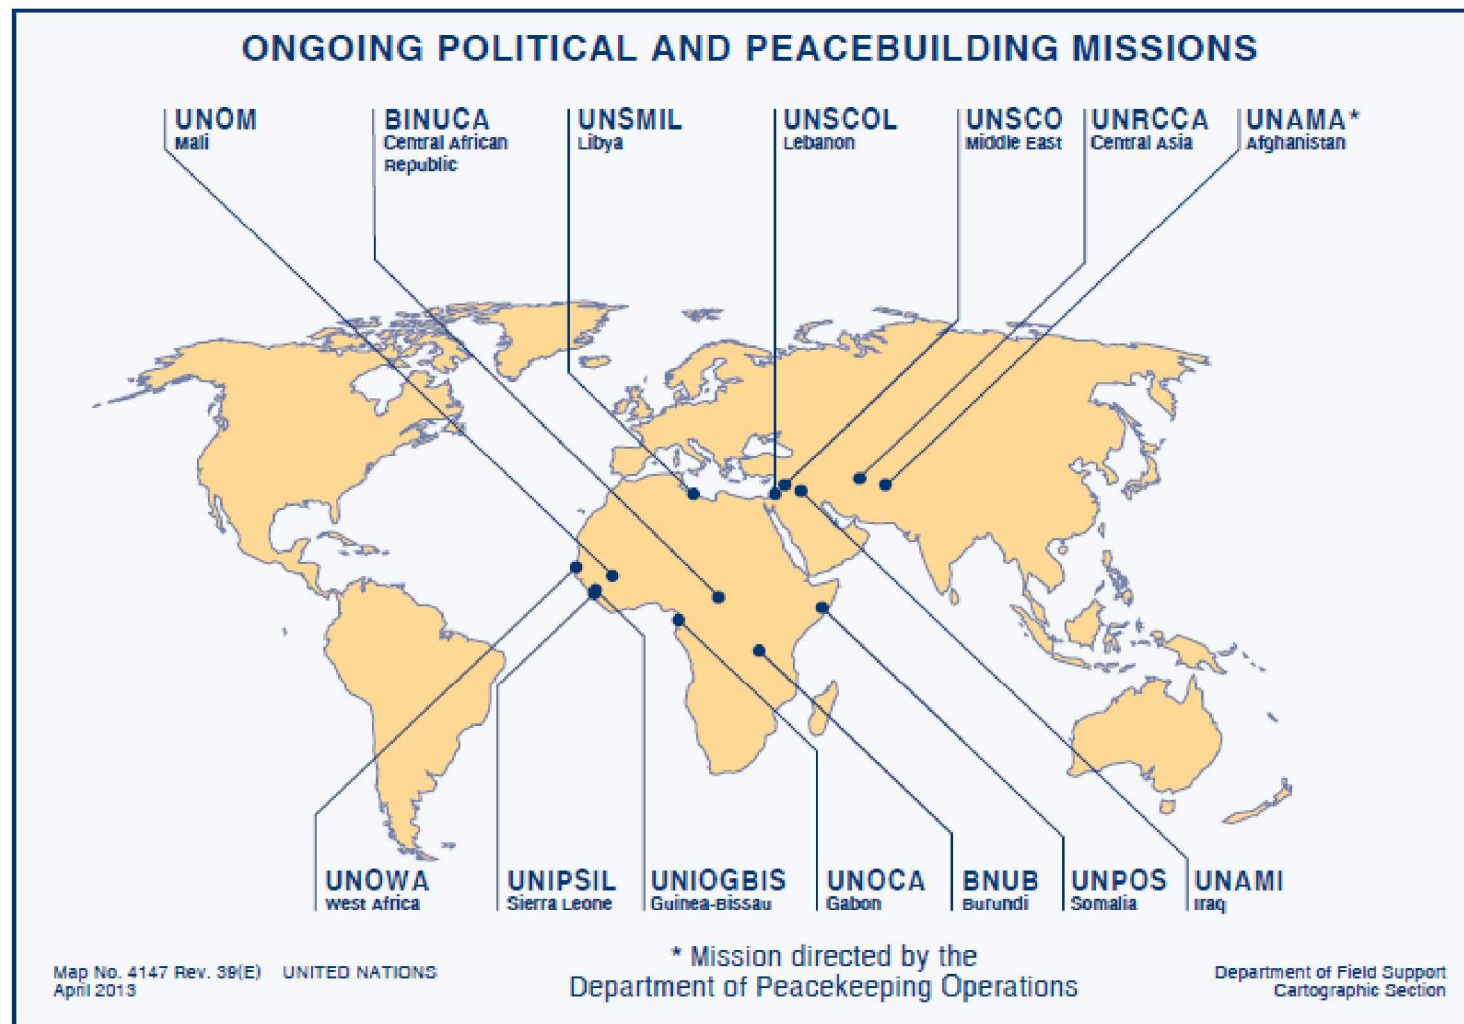 ONGOING POLITICAL AND PEACEBUILDING MISSIONS
UNOM
Mali
BINUCA
Central African
Republic
UNSMIL
Libya
UNSCOL
Lebanon
UNSCO
Middle East
UNRCCA
Central Asia
UNAMA*
Afghanistan
UNOWA
West Africa
UNIPSIL
Sierra Leone
UNIOGBIS
Guinea-Bissau
UNOCA
Gabon
BNUB
Burundi
UNPOS
Somalia
UNAMI
Iraq
* Mission directed by the
Department of Peacekeeping Operations
Map No. 4147 Rev. 39(E) UNITED NATIONS
April 2013
Department of Field Support
Cartographic Section